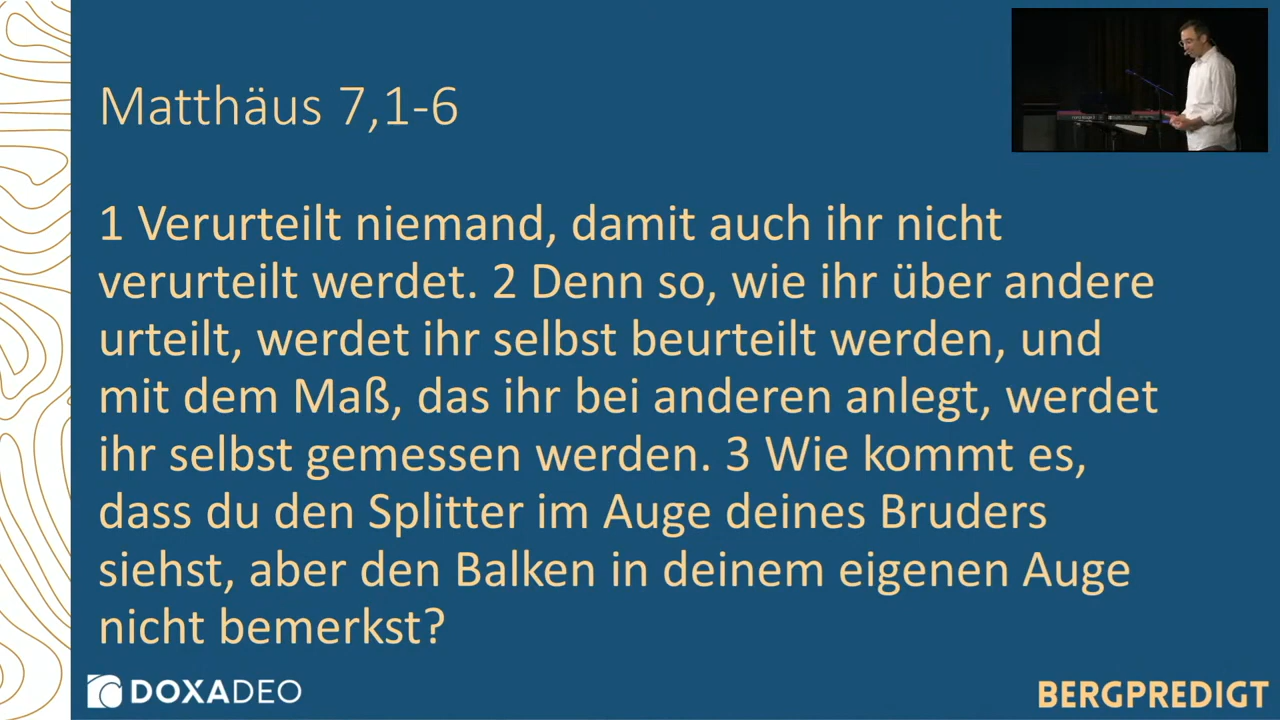 Matthäus 7,1-6
1 Verurteilt niemand, damit auch ihr nicht
verurteilt werdet. 2 Denn so, wie ihr über andere
urteilt, werdet ihr selbst beurteilt werden, und
mit dem Maß, das ihr bei anderen anlegt, werdet
ihr selbst gemessen werden. 3 Wie kommt es,
dass du den Splitter im Auge deines Bruders
siehst, aber den Balken in deinem eigenen Auge
nicht bemerkst?
DOXADEO
BERGPREDIGT